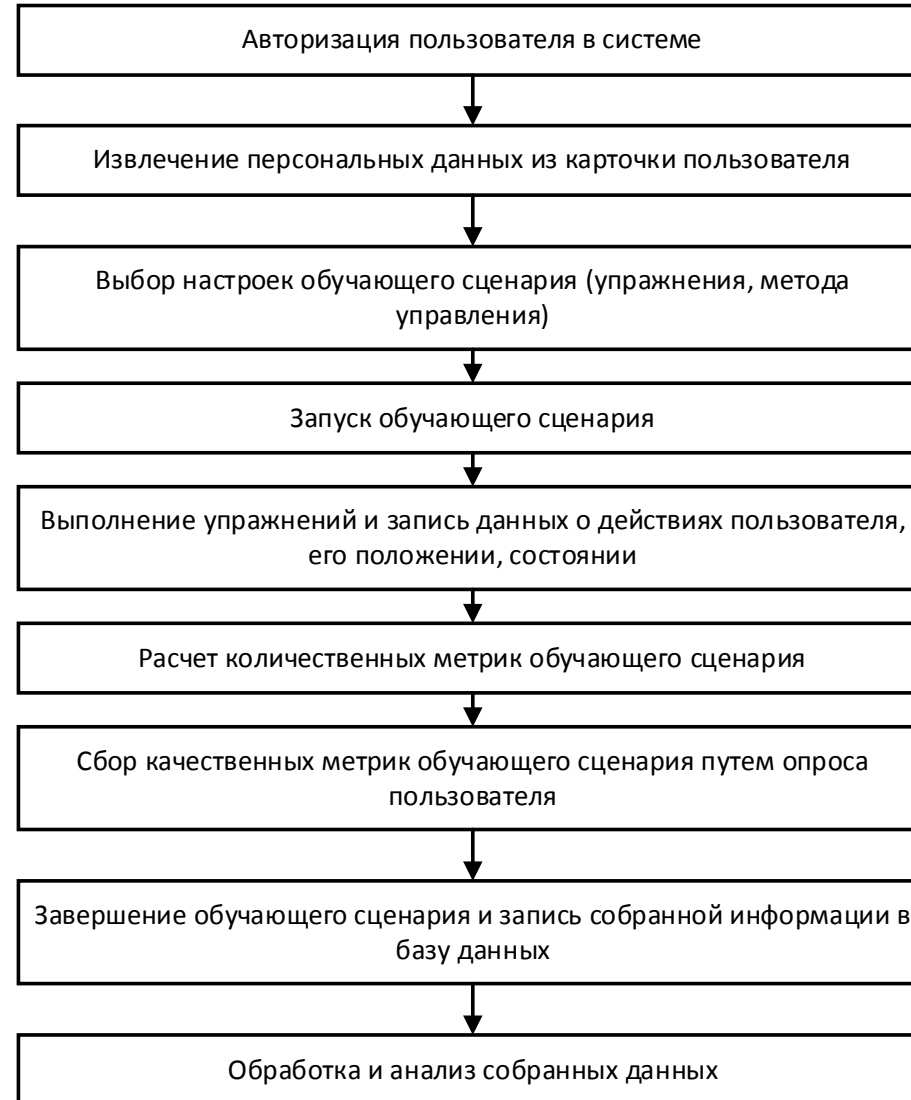 Авторизация пользователя в системе
Извлечение персональных данных из карточки пользователя
Выбор настроек обучающего сценария (упражнения, метода
управления)
Запуск обучающего сценария
Выполнение упражнений и запись данных о действиях пользователя,
его положении, состоянии
Расчет количественных метрик обучающего сценария
Сбор качественных метрик обучающего сценария путем опроса
пользователя
Завершение обучающего сценария и запись собранной информации в
базу данных
Обработка и анализ собранных данных